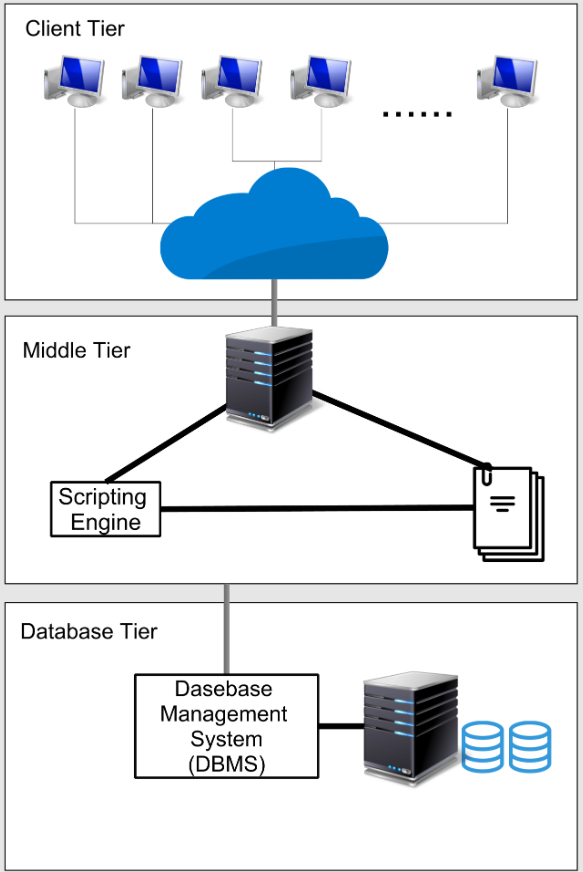 Client Tier
......
Middle Tier
Scripting
Engine
Database Tier
Dasebase
Management
System
(DBMS)